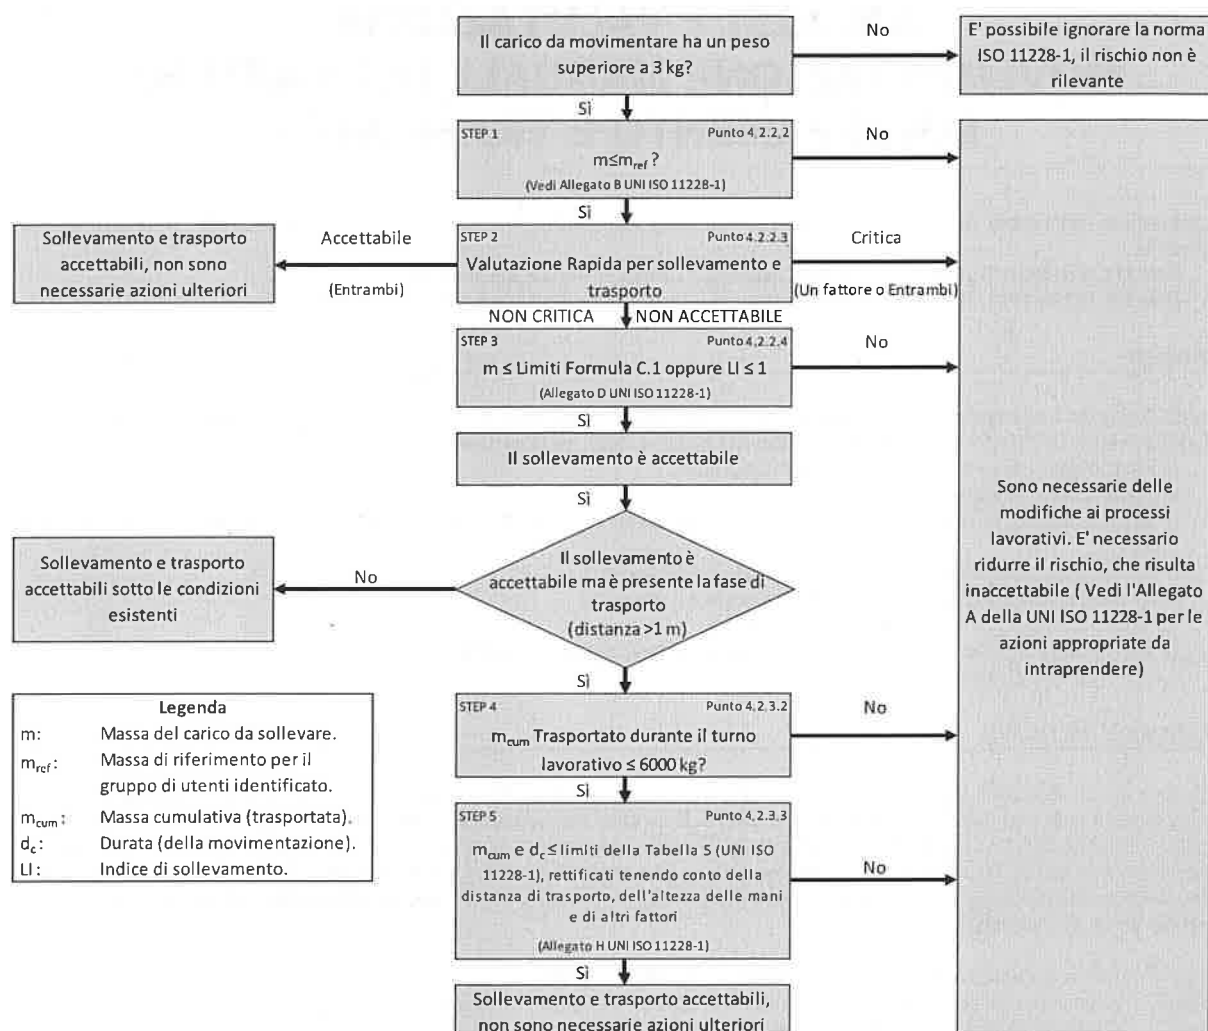 Il carico da movimentare ha un peso
superiore a 3 kg?
No
E' possibile ignorare la norma
ISO 11228-1, il rischio non è
rilevante
Sì
STEP 1
Punto 4.2.2.2
m≤m_ref ?
(Vedi Allegato B UNI ISO 11228-1)
No
Sì
Sollevamento e trasporto
accettabili, non sono
necessarie azioni ulteriori
Accettabile
(Entrambi)
STEP 2
Punto 4.2.2.3
Valutazione Rapida per sollevamento e
trasporto
Critica
(Un fattore o Entrambi)
NON CRITICA
NON ACCETTABILE
STEP 3
Punto 4.2.2.4
m ≤ Limiti Formula C.1 oppure LI ≤ 1
(Allegato D UNI ISO 11228-1)
No
Sì
Il sollevamento è accettabile
Sì
Sono necessarie delle
modifiche ai processi
lavorativi. E' necessario
ridurre il rischio, che risulta
inaccettabile ( Vedi l'Allegato
A della UNI ISO 11228-1 per le
azioni appropriate da
intraprendere)
Sollevamento e trasporto
accettabili sotto le condizioni
esistenti
No
Il sollevamento è
accettabile ma è presente la fase di
trasporto
(distanza >1 m)
Sì
Legenda
m: Massa del carico da sollevare.
m_ref: Massa di riferimento per il
gruppo di utenti identificato.
m_cum: Massa cumulativa (trasportata).
d_c: Durata (della movimentazione).
LI: Indice di sollevamento.
STEP 4
Punto 4.2.3.2
m_cum Trasportato durante il turno
lavorativo ≤ 6000 kg?
No
Sì
STEP 5
Punto 4.2.3.3
m_cum e d_c ≤ limiti della Tabella 5 (UNI ISO
11228-1), rettificati tenendo conto della
distanza di trasporto, dell'altezza delle mani
e di altri fattori
(Allegato H UNI ISO 11228-1)
No
Sì
Sollevamento e trasporto accettabili,
non sono necessarie azioni ulteriori